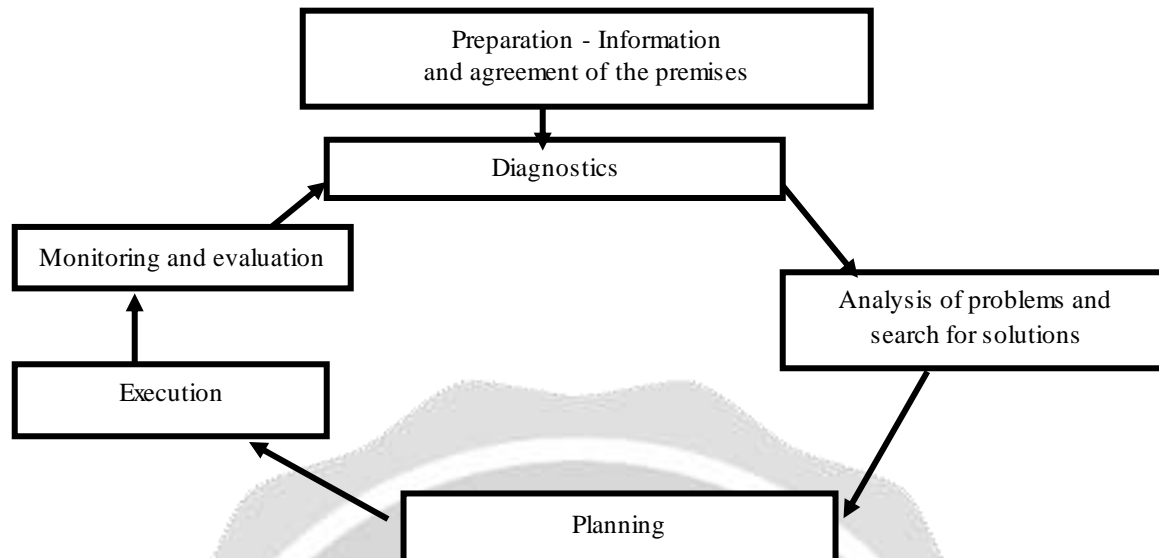 Preparation - Information
and agreement of the premises
Diagnostics
Monitoring and evaluation
Analysis of problems and
search for solutions
Execution
Planning